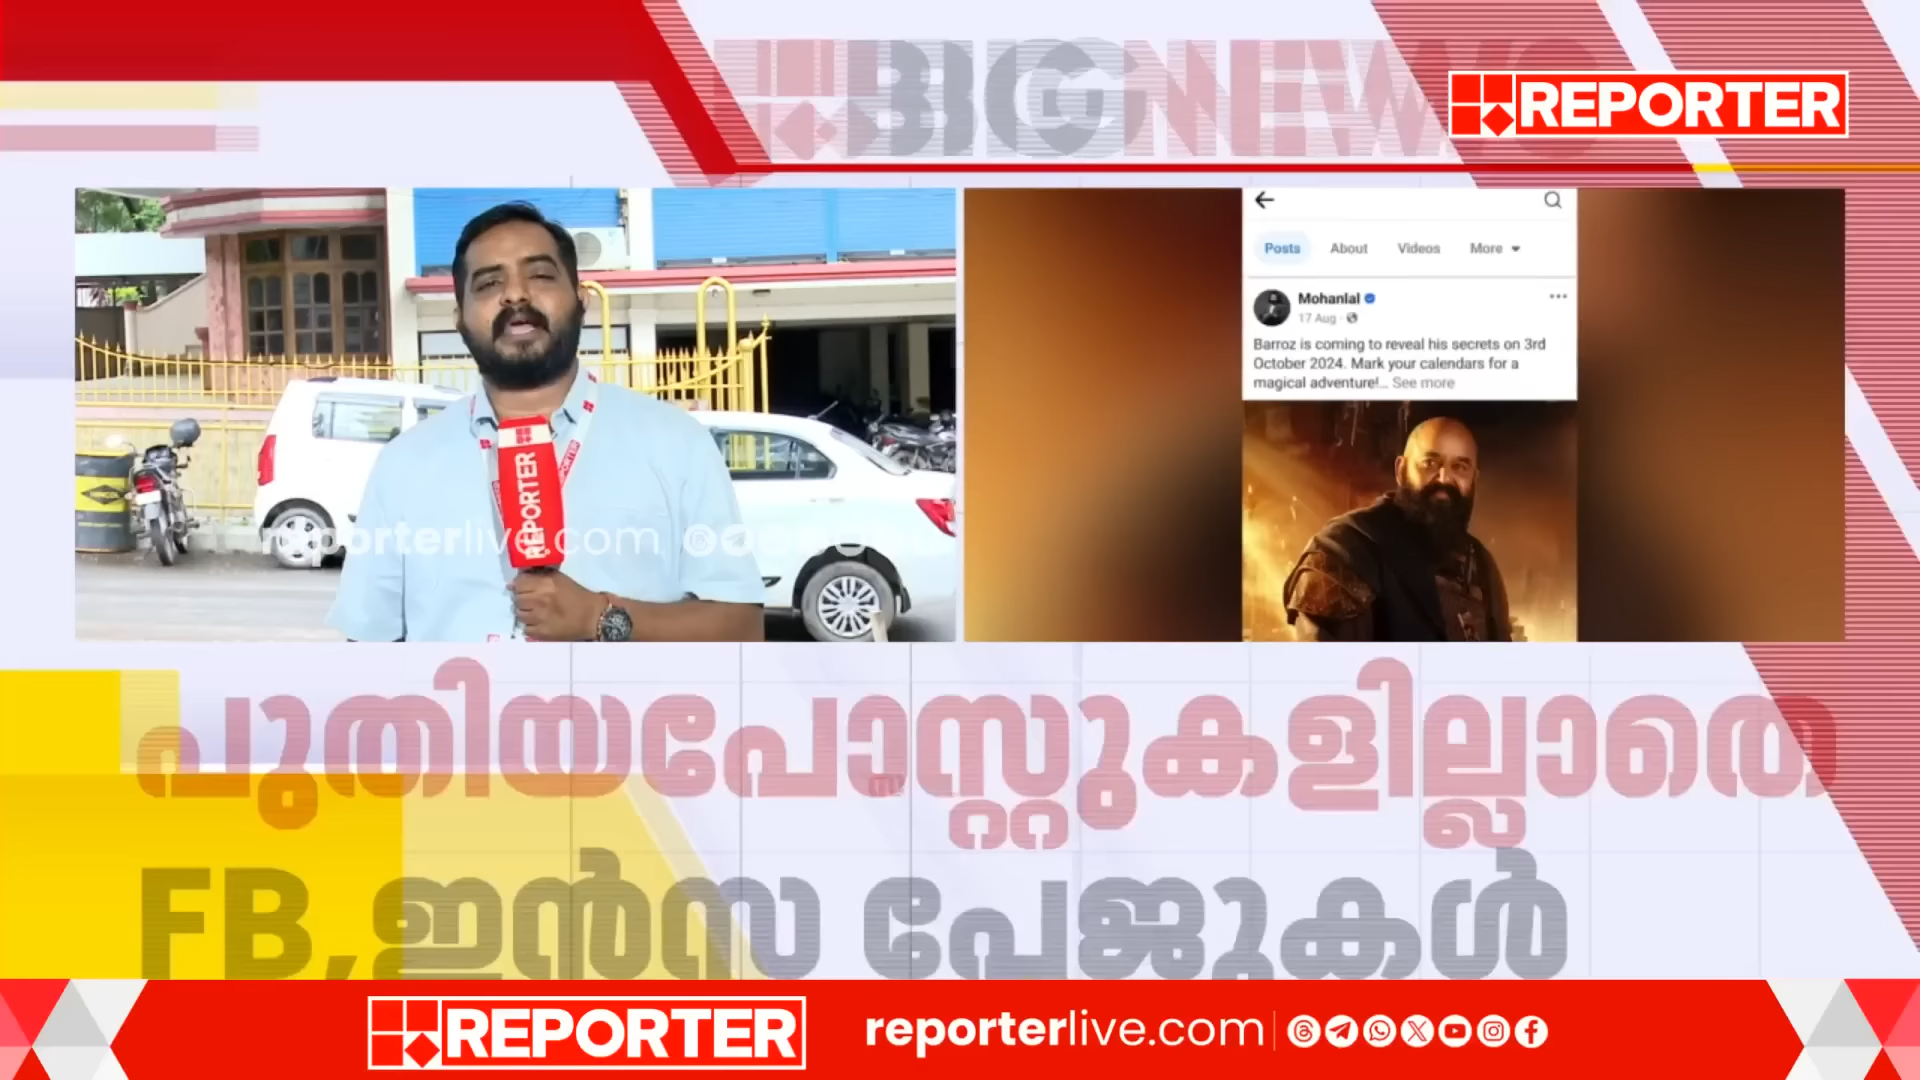 BIG NEWS
REPORTER
Posts About Videos More
Mohanlal
17 Aug
Barroz is coming to reveal his secrets on 3rd
October 2024. Mark your calendars for a
magical adventure!... See more
REPORTER
REPORTER
reporterlive.com
പുതിയപോസ്റ്റുകളില്ലാതെ
FB,ഇൻസ്റ്റ പേജുകൾ
REPORTER
reporterlive.com